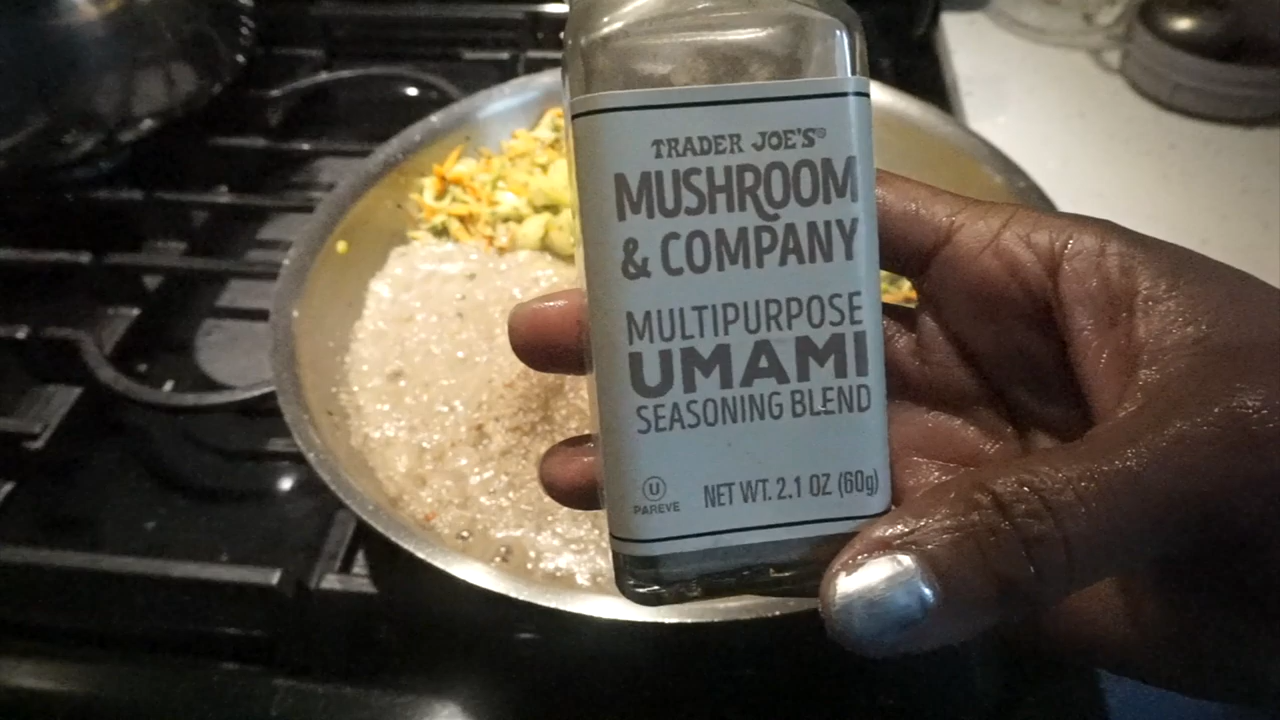 TRADER JOE'S®
MUSHROOM
& COMPANY
MULTIPURPOSE
UMAMI
SEASONING BLEND
U
PAREVE
NET WT. 2.1 OZ (60g)